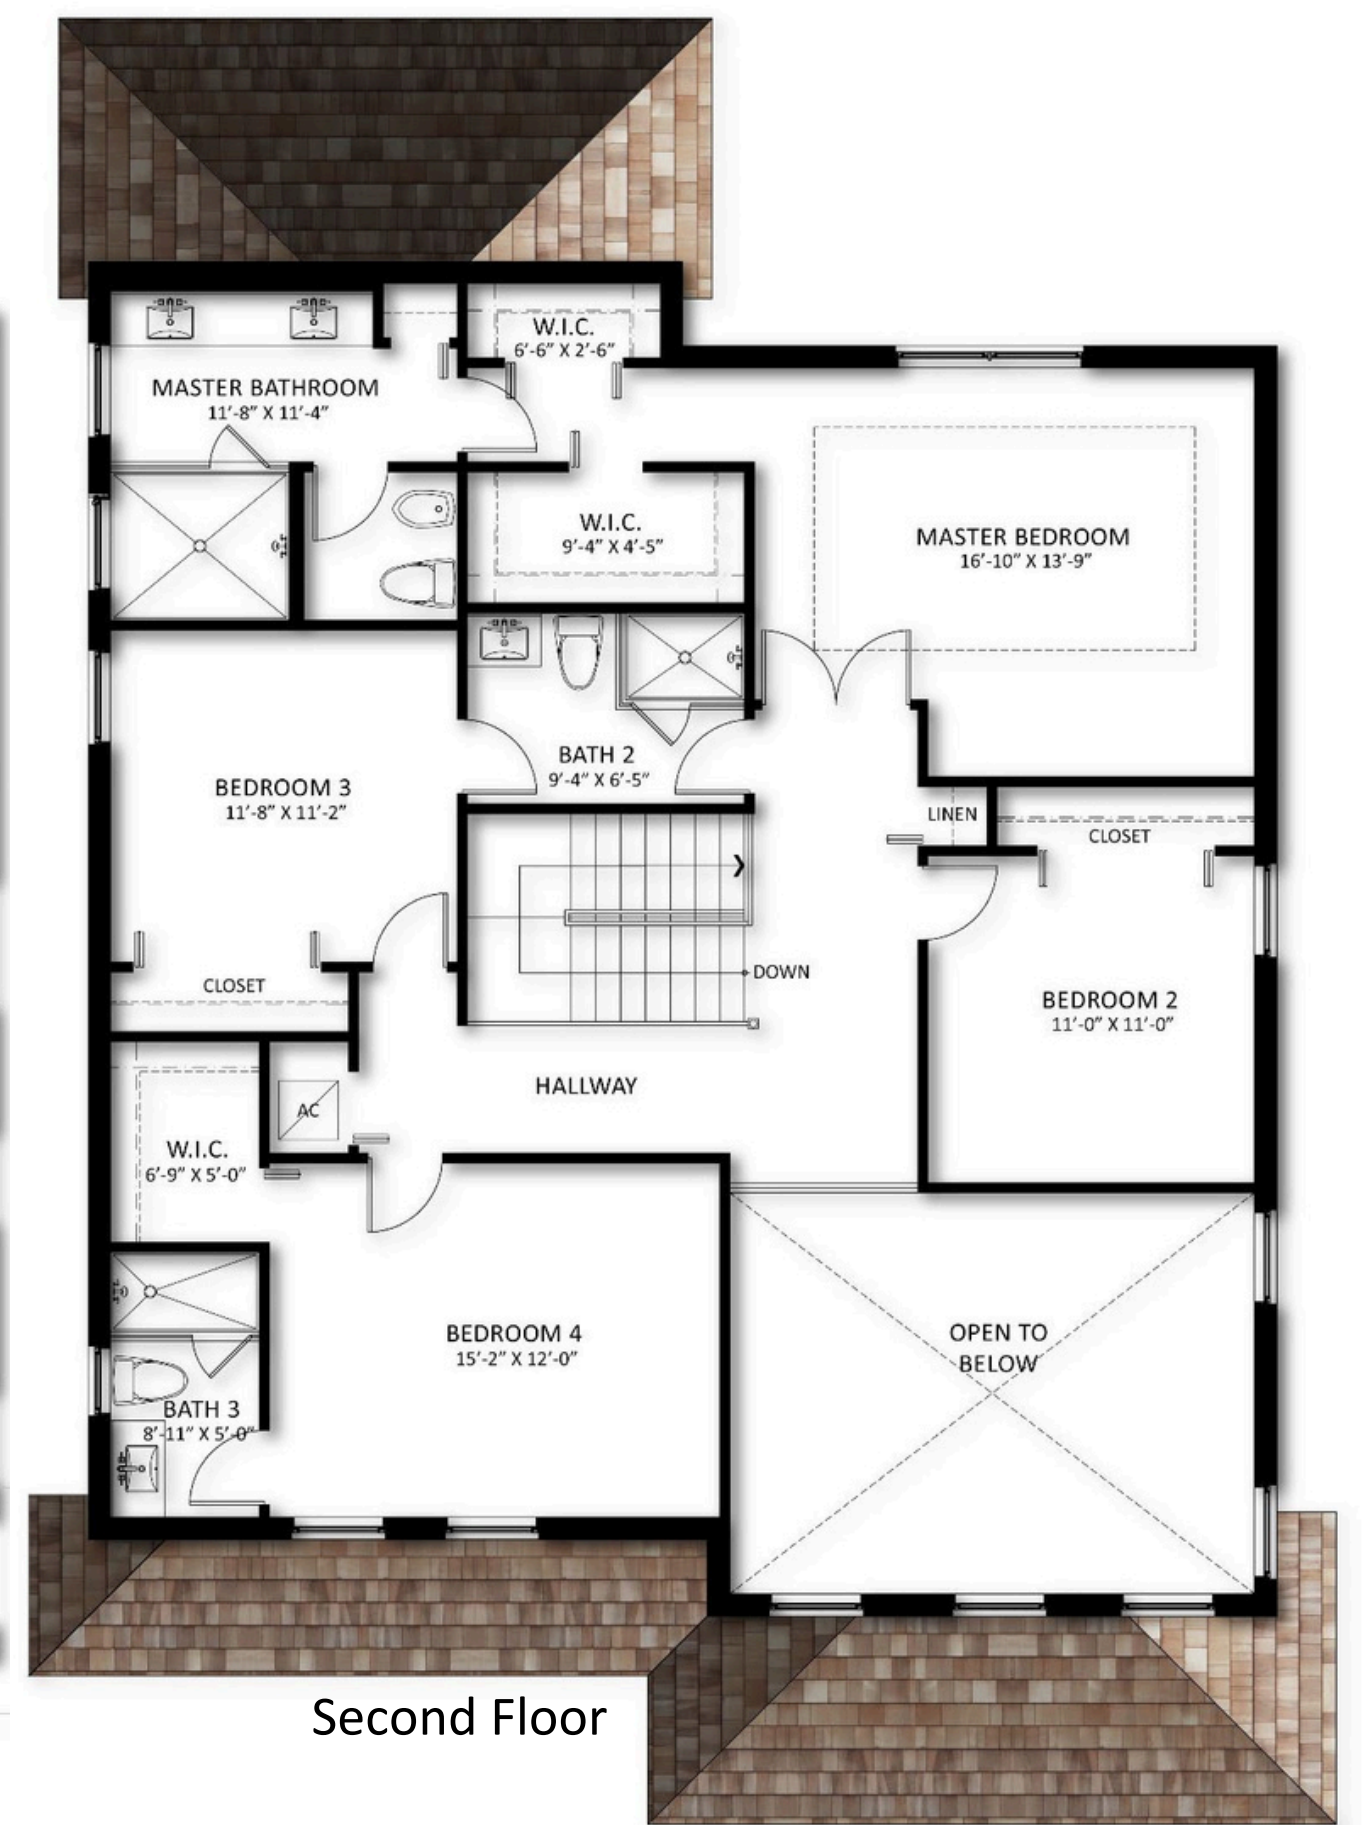 W.I.C.
6'-6" X 2'-6"
MASTER BATHROOM
11'-8" X 11'-4"
W.I.C.
9'-4" X 4'-5"
MASTER BEDROOM
16'-10" X 13'-9"
BATH 2
9'-4" X 6'-5"
BEDROOM 3
11'-8" X 11'-2"
LINEN
CLOSET
DOWN
CLOSET
BEDROOM 2
11'-0" X 11'-0"
HALLWAY
AC
W.I.C.
6'-9" X 5'-0"
BEDROOM 4
15'-2" X 12'-0"
OPEN TO
BELOW
BATH 3
8'-11" X 5'-0"
Second Floor